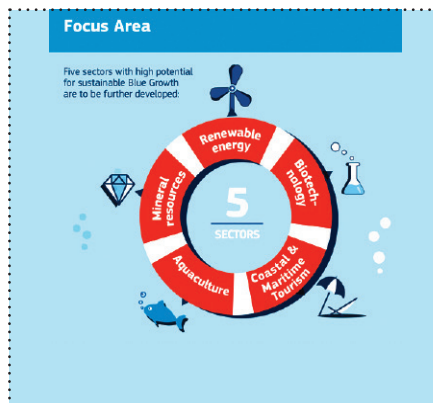 Focus Area
Five sectors with high potential
for sustainable Blue Growth
are to be further developed:
Renewable
energy
Biotech-
nology
Coastal &
Maritime
Tourism
Aquaculture
Mineral
resources
5
SECTORS